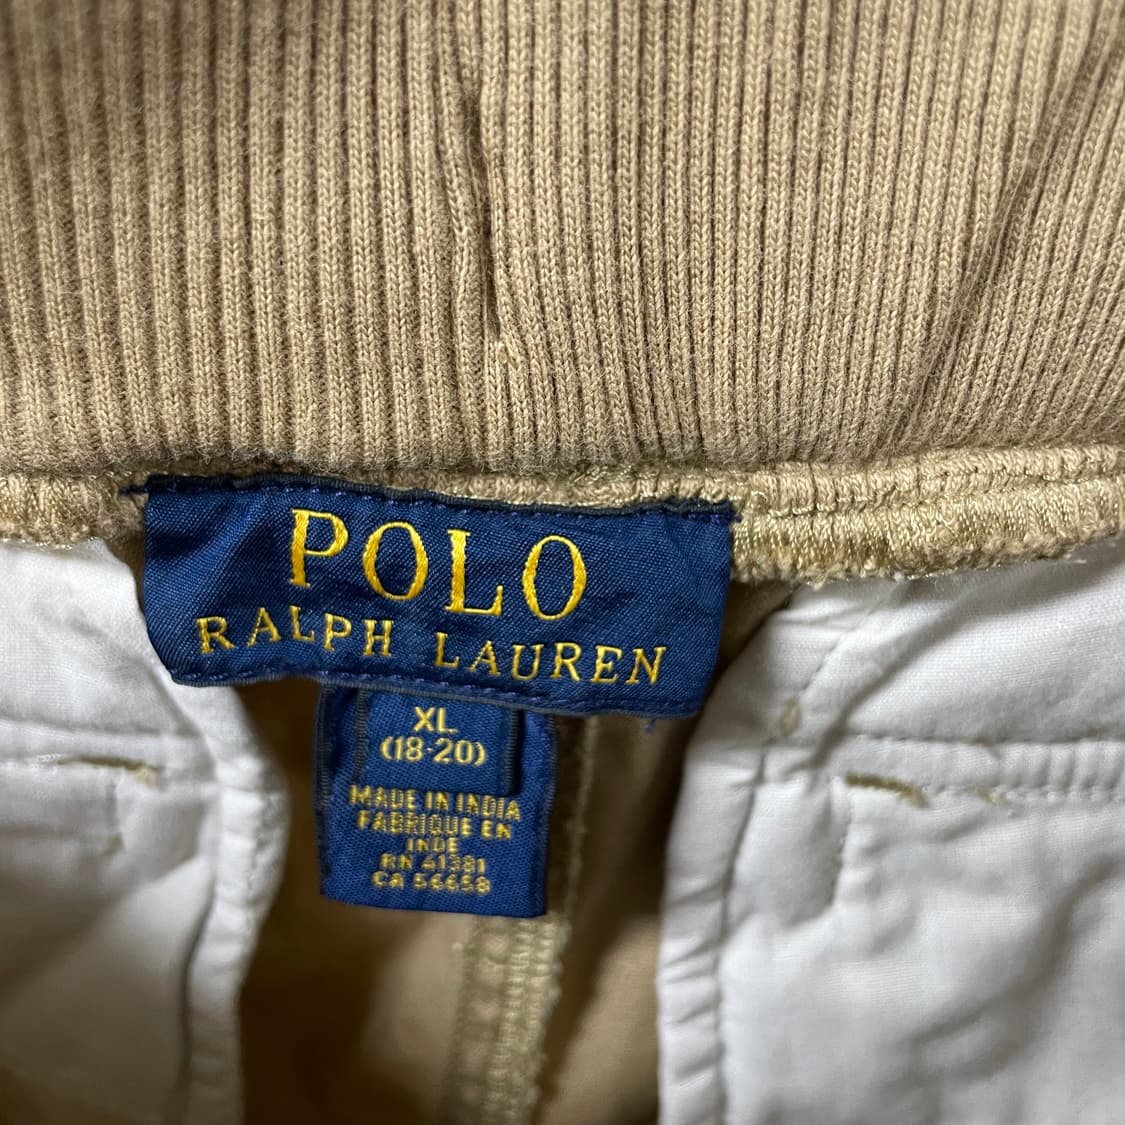 POLO
RALPH LAUREN
XL
(18-20)
MADE IN INDIA
FABRIQUE EN
INDE
RN 41381
CA 56658